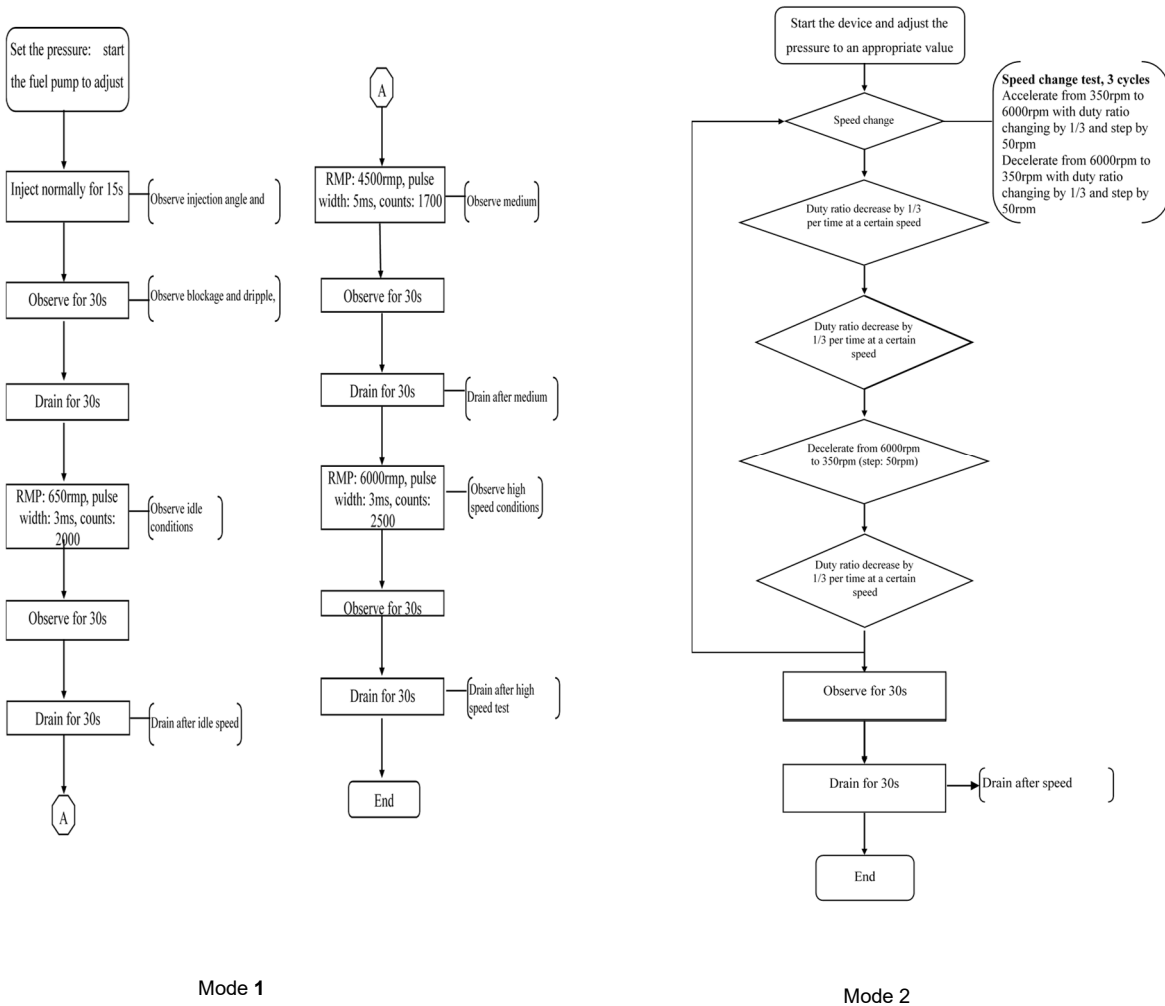 Set the pressure: start
the fuel pump to adjust
Inject normally for 15s
Observe injection angle and
Observe for 30s
Observe blockage and dripple,
Drain for 30s
RMP: 650rmp, pulse
width: 3ms, counts:
2000
Observe idle
conditions
Observe for 30s
Drain for 30s
Drain after idle speed
A
A
RMP: 4500rmp, pulse
width: 5ms, counts: 1700
Observe medium
Observe for 30s
Drain for 30s
Drain after medium
RMP: 6000rmp, pulse
width: 3ms, counts:
2500
Observe high
speed conditions
Observe for 30s
Drain for 30s
Drain after high
speed test
End
Mode 1
Start the device and adjust the
pressure to an appropriate value
Speed change
Speed change test, 3 cycles
Accelerate from 350rpm to
6000rpm with duty ratio
changing by 1/3 and step by
50rpm
Decelerate from 6000rpm to
350rpm with duty ratio
changing by 1/3 and step by
50rpm
Duty ratio decrease by 1/3
per time at a certain speed
Duty ratio decrease by
1/3 per time at a certain
speed
Decelerate from 6000rpm
to 350rpm (step: 50rpm)
Duty ratio decrease by
1/3 per time at a certain
speed
Observe for 30s
Drain for 30s
Drain after speed
End
Mode 2